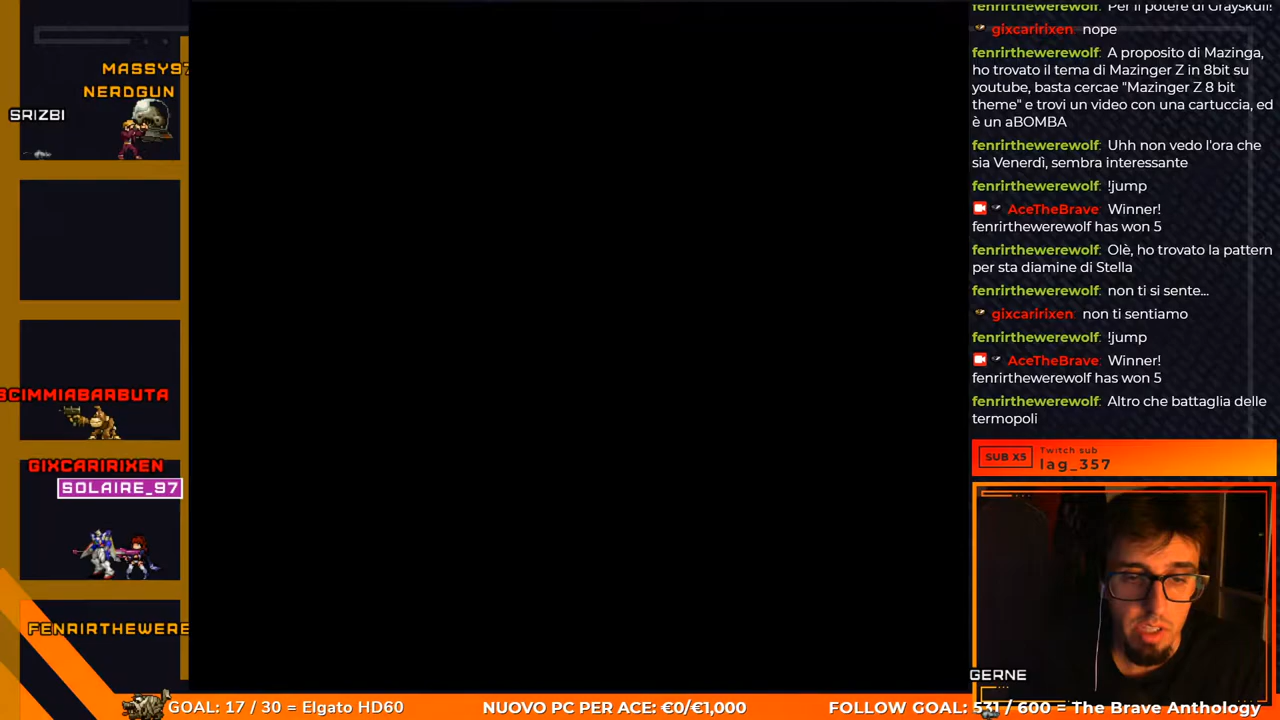 MASSY97
NERDGUN
SRIZBI
SCIMMIABARBUTA
GIXCARIRIXEN
SOLAIRE_97
FENRIRTHEWERE
fenrirthewerewolf: Per il potere di Grayskull!
gixcaririxen: nope
fenrirthewerewolf: A proposito di Mazinga,
ho trovato il tema di Mazinger Z in 8bit su
youtube, basta cercae "Mazinger Z 8 bit
theme" e trovi un video con una cartuccia, ed
è un aBOMBA
fenrirthewerewolf: Uhh non vedo l'ora che
sia Venerdì, sembra interessante
fenrirthewerewolf: !jump
AceTheBrave: Winner!
fenrirthewerewolf has won 5
fenrirthewerewolf: Olè, ho trovato la pattern
per sta diamine di Stella
fenrirthewerewolf: non ti si sente...
gixcaririxen: non ti sentiamo
fenrirthewerewolf: !jump
AceTheBrave: Winner!
fenrirthewerewolf has won 5
fenrirthewerewolf: Altro che battaglia delle
termopoli
SUB X5
Twitch sub
lag_357
GERNE
GOAL: 17 / 30 = Elgato HD60
NUOVO PC PER ACE: €0/€1,000
FOLLOW GOAL: 531 / 600 = The Brave Anthology